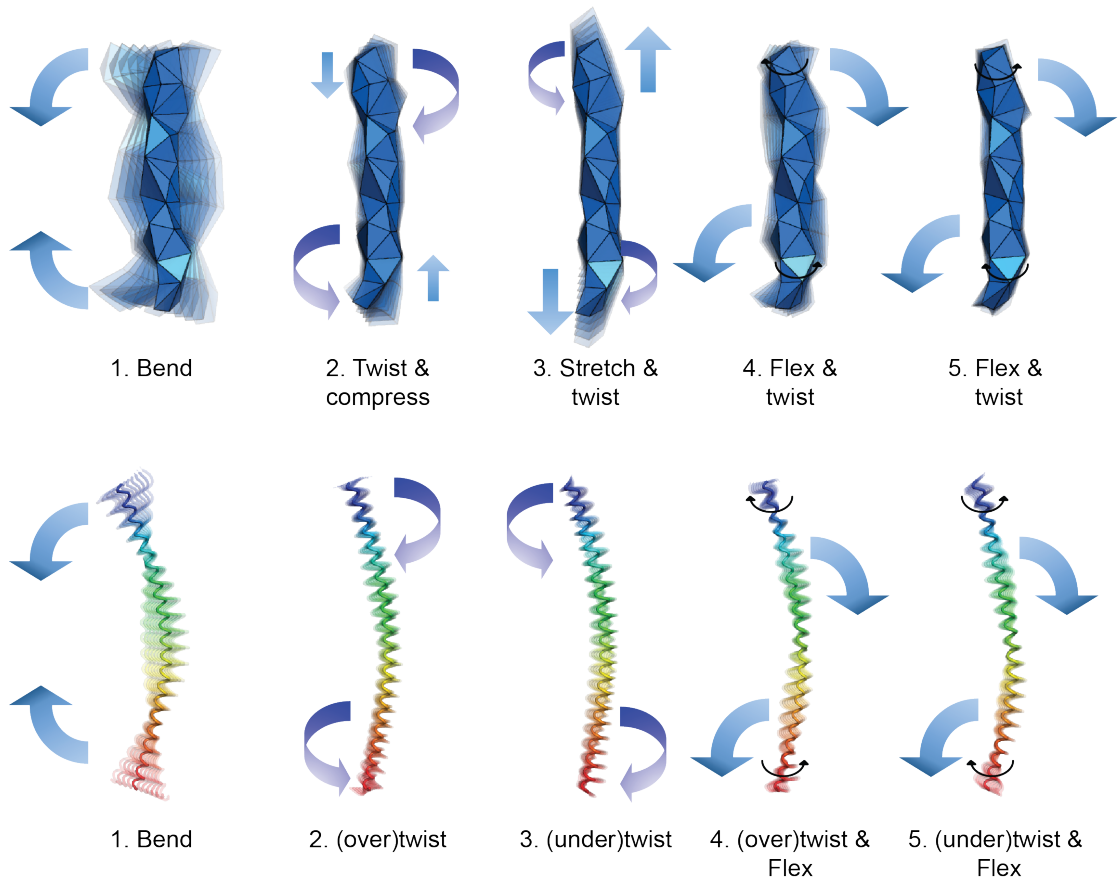 1. Bend
2. Twist &
compress
3. Stretch &
twist
4. Flex &
twist
5. Flex &
twist
1. Bend
2. (over)twist
3. (under)twist
4. (over)twist &
Flex
5. (under)twist &
Flex